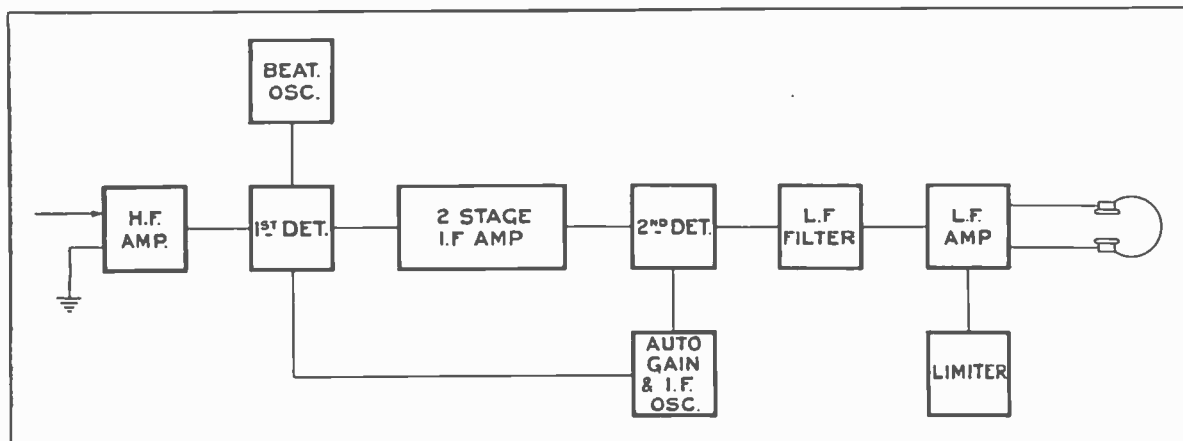 BEAT.
OSC.
H.F.
AMP.
1ST DET.
2 STAGE
I.F AMP
2ND DET.
L.F
FILTER
L.F.
AMP
AUTO
GAIN
& I.F.
OSC.
LIMITER